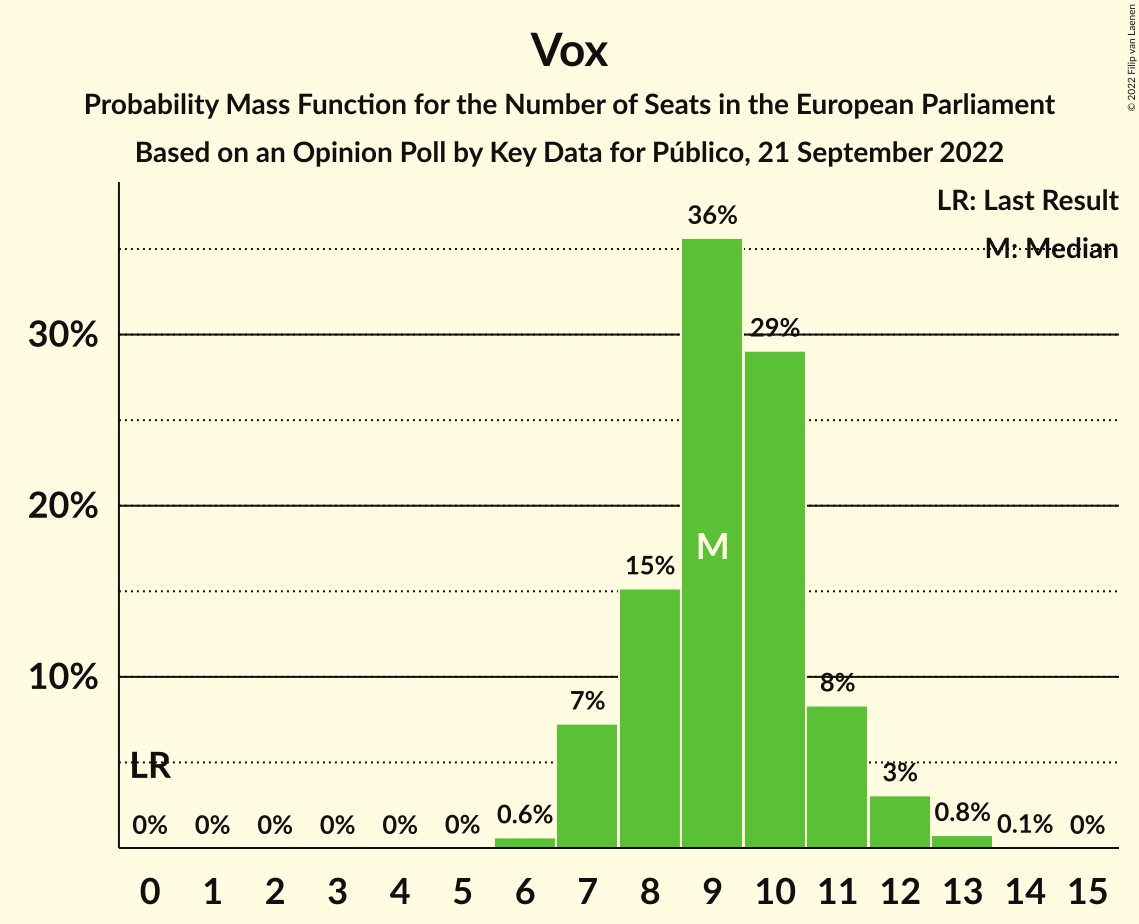 Vox
Probability Mass Function for the Number of Seats in the European Parliament
Based on an Opinion Poll by Key Data for Público, 21 September 2022
© 2022 Filip van Laenen
LR: Last Result
M: Median
36%
30%
29%
20%
M
15%
10%
8%
7%
LR
3%
0% 0% 0% 0% 0% 0% 0.6% 0.8% 0.1% 0%
0 1 2 3 4 5 6 7 8 9 10 11 12 13 14 15